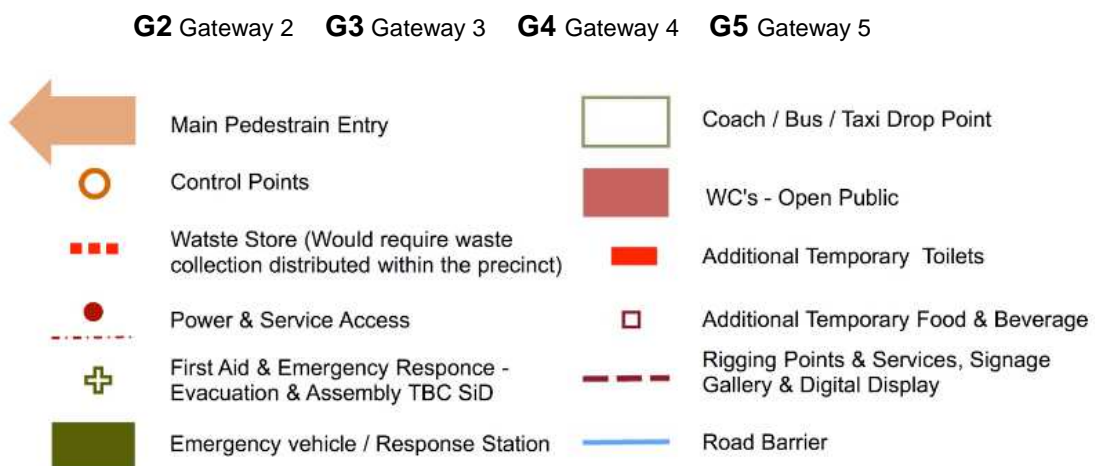 G2 Gateway 2 G3 Gateway 3 G4 Gateway 4 G5 Gateway 5
Main Pedestrain Entry
Control Points
Watste Store (Would require waste
collection distributed within the precinct)
Power & Service Access
First Aid & Emergency Responce -
Evacuation & Assembly TBC SiD
Emergency vehicle / Response Station
Coach / Bus / Taxi Drop Point
WC's - Open Public
Additional Temporary Toilets
Additional Temporary Food & Beverage
Rigging Points & Services, Signage
Gallery & Digital Display
Road Barrier